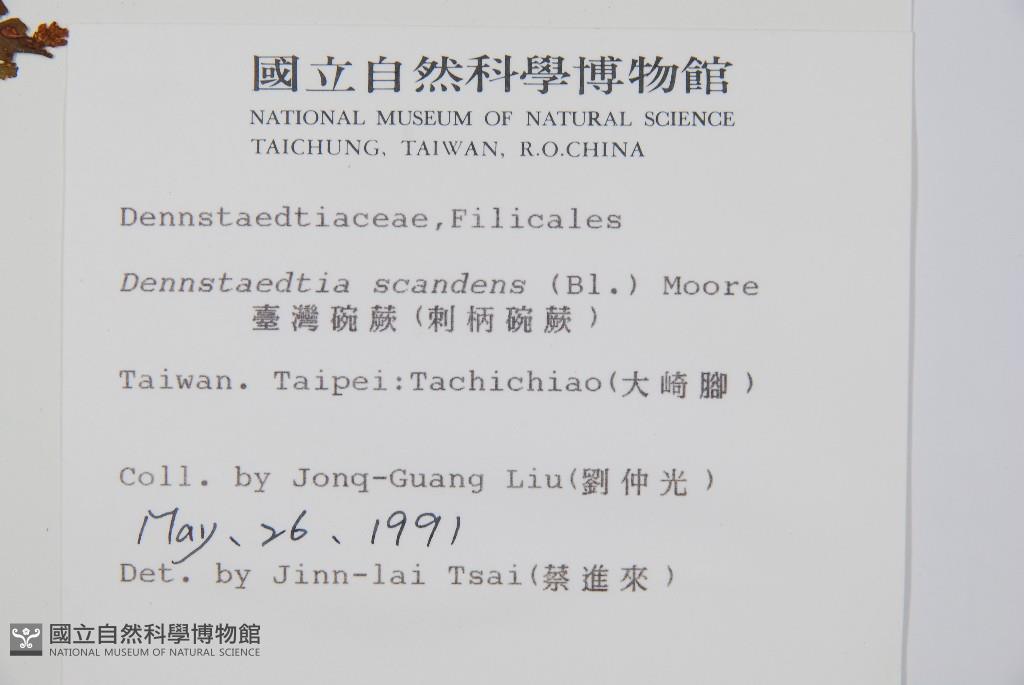 國立自然科學博物館
NATIONAL MUSEUM OF NATURAL SCIENCE
TAICHUNG, TAIWAN, R.O.CHINA
Dennstaedtiaceae,Filicales
Dennstaedtia scandens (Bl.) Moore
臺灣碗蕨(刺柄碗蕨)
Taiwan. Taipei:Tachichiao(大崎腳)
Coll. by Jonq-Guang Liu(劉仲光)
May、26、1991
Det. by Jinn-lai Tsai(蔡進來)
國立自然科學博物館
NATIONAL MUSEUM OF NATURAL SCIENCE